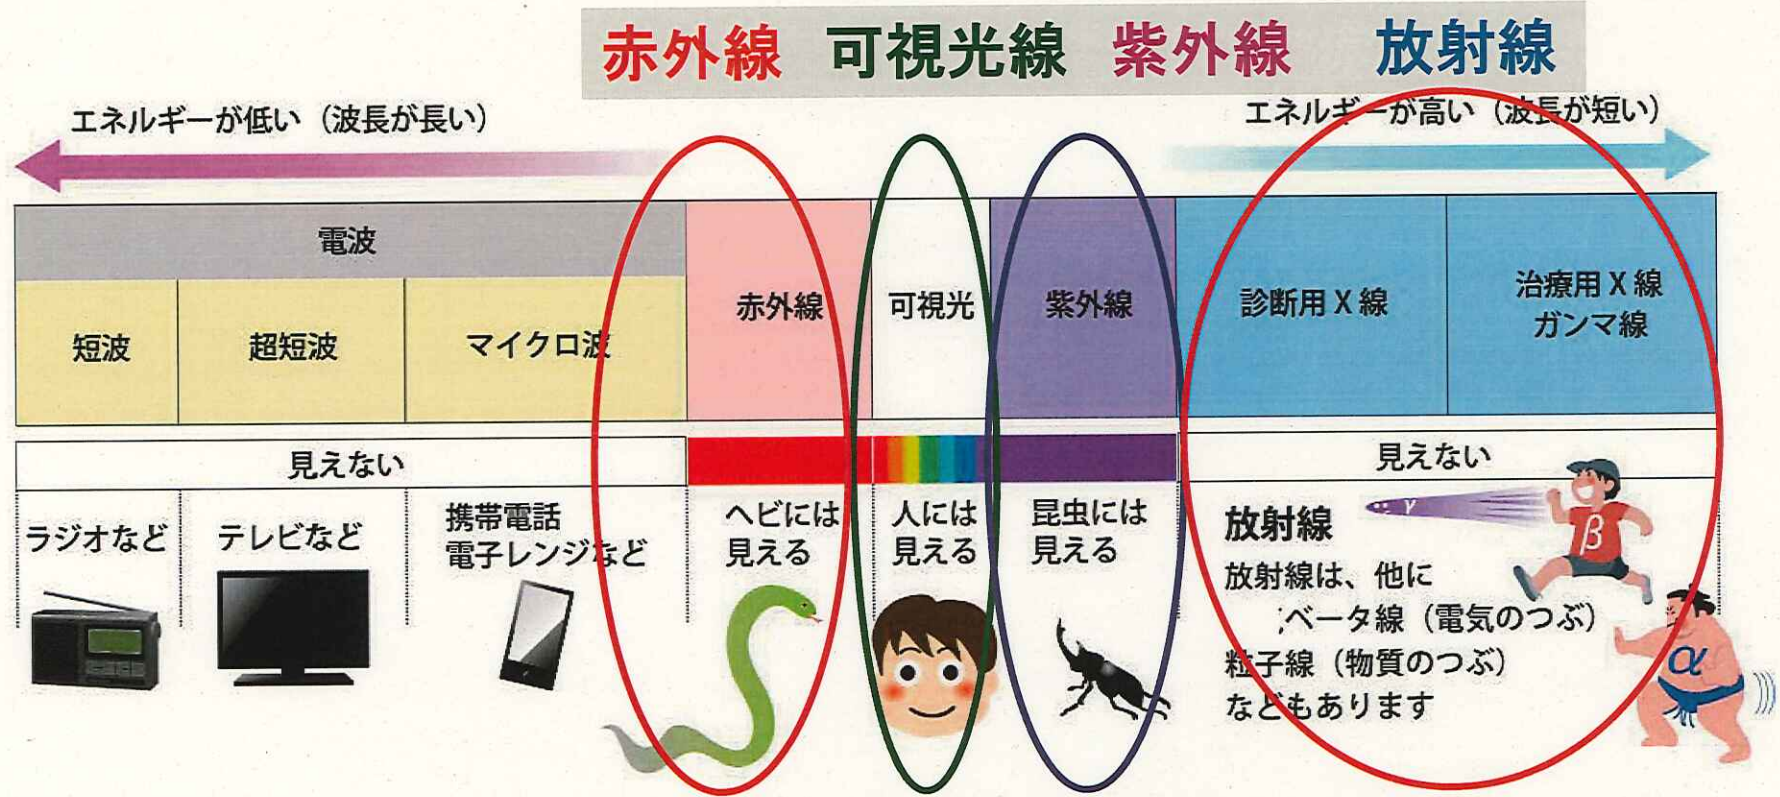 赤外線 可視光線 紫外線 放射線
エネルギーが低い（波長が長い）
エネルギーが高い（波長が短い）
電波
短波
超短波
マイクロ波
赤外線
可視光
紫外線
診断用X線
治療用X線
ガンマ線
見えない
見えない
ラジオなど
テレビなど
携帯電話
電子レンジなど
ヘビには
見える
人には
見える
昆虫には
見える
放射線
放射線は、他に
ベータ線（電気のつぶ）
粒子線（物質のつぶ）
などもあります
γ
β
α